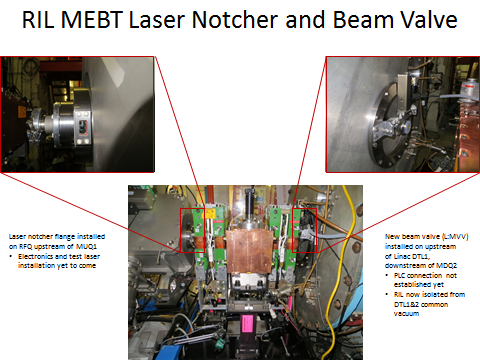 RIL MEBT Laser Notcher and Beam Valve
Laser notcher flange installed
on RFQ upstream of MUQ1
• Electronics and test laser
installation yet to come
New beam valve (L:MVV)
installed on upstream
of Linac DTL1,
downstream of MDQ2
• PLC connection not
established yet
• RIL now isolated from
DTL1&2 common
vacuum